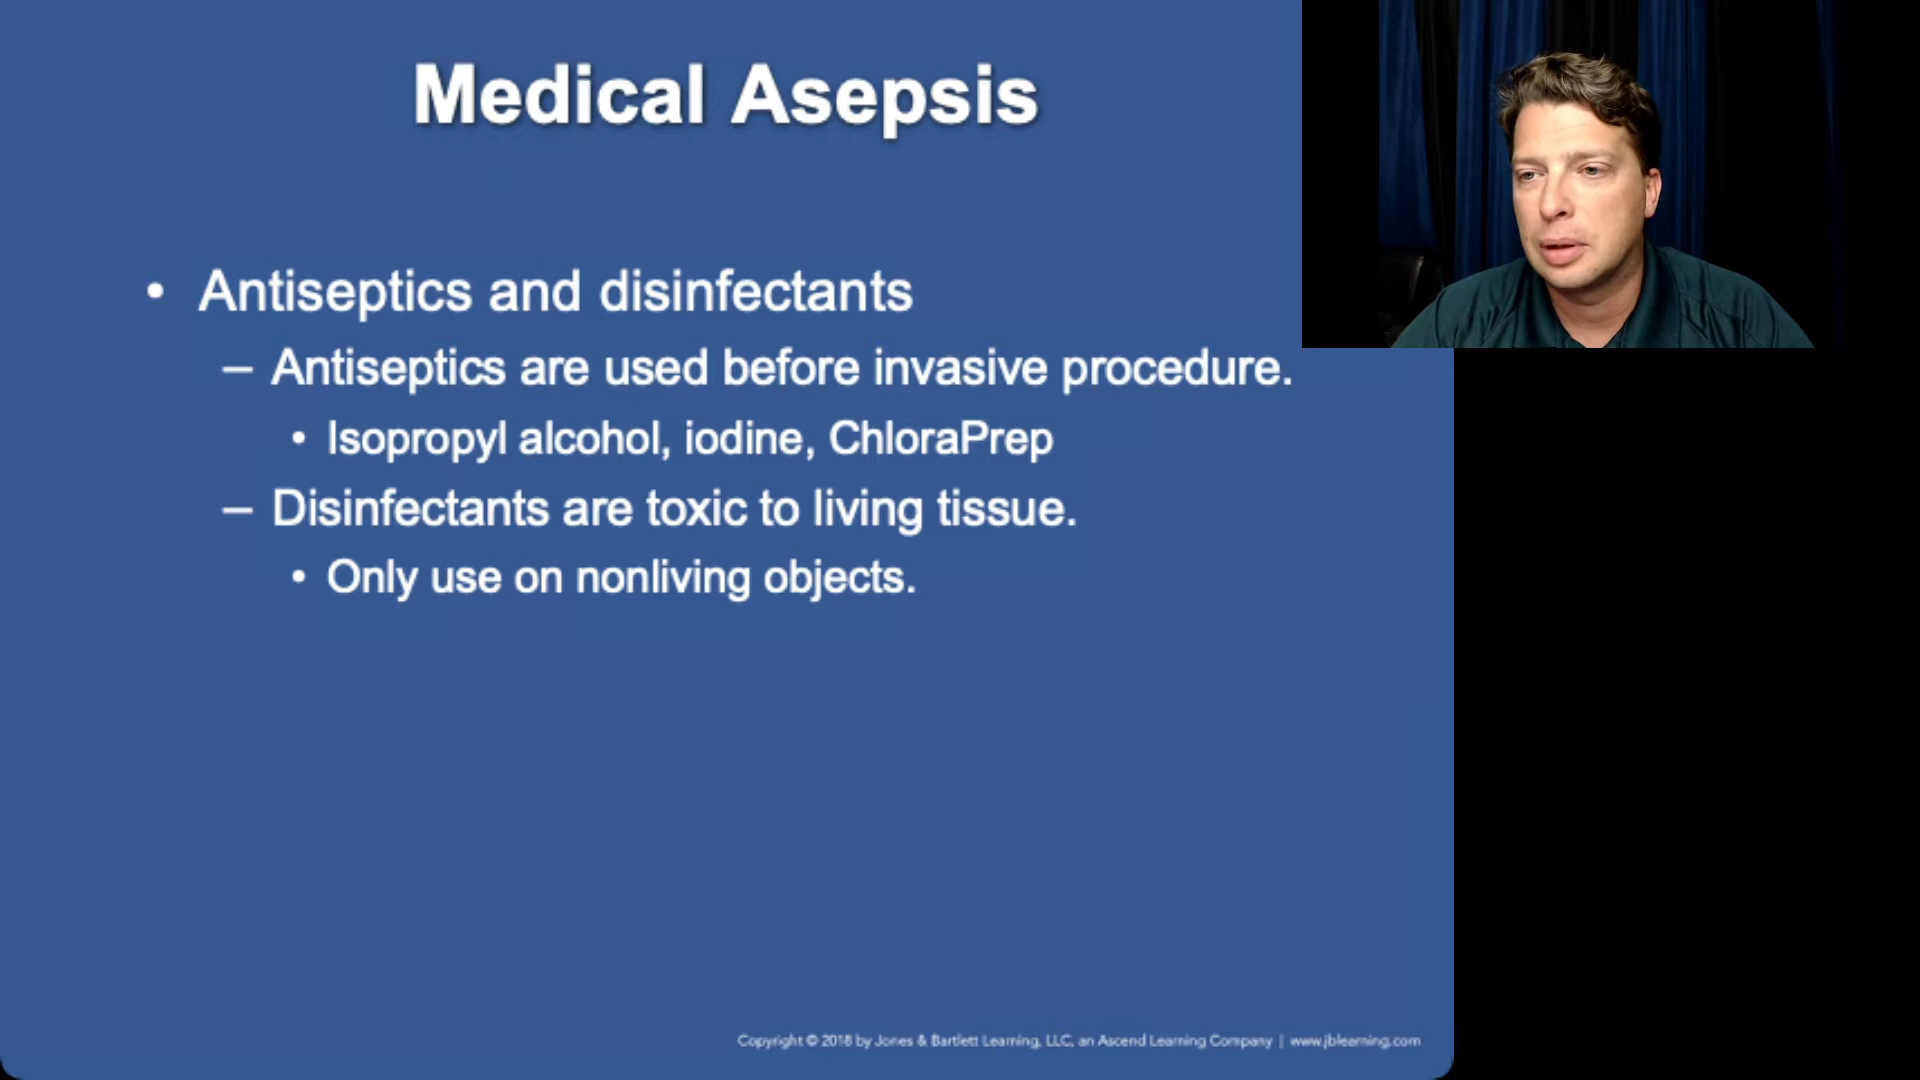 Medical Asepsis
• Antiseptics and disinfectants
– Antiseptics are used before invasive procedure.
• Isopropyl alcohol, iodine, ChloraPrep
– Disinfectants are toxic to living tissue.
• Only use on nonliving objects.
Copyright © 2018 by Jones & Bartlett Learning, LLC, an Ascend Learning Company | www.jblearning.com